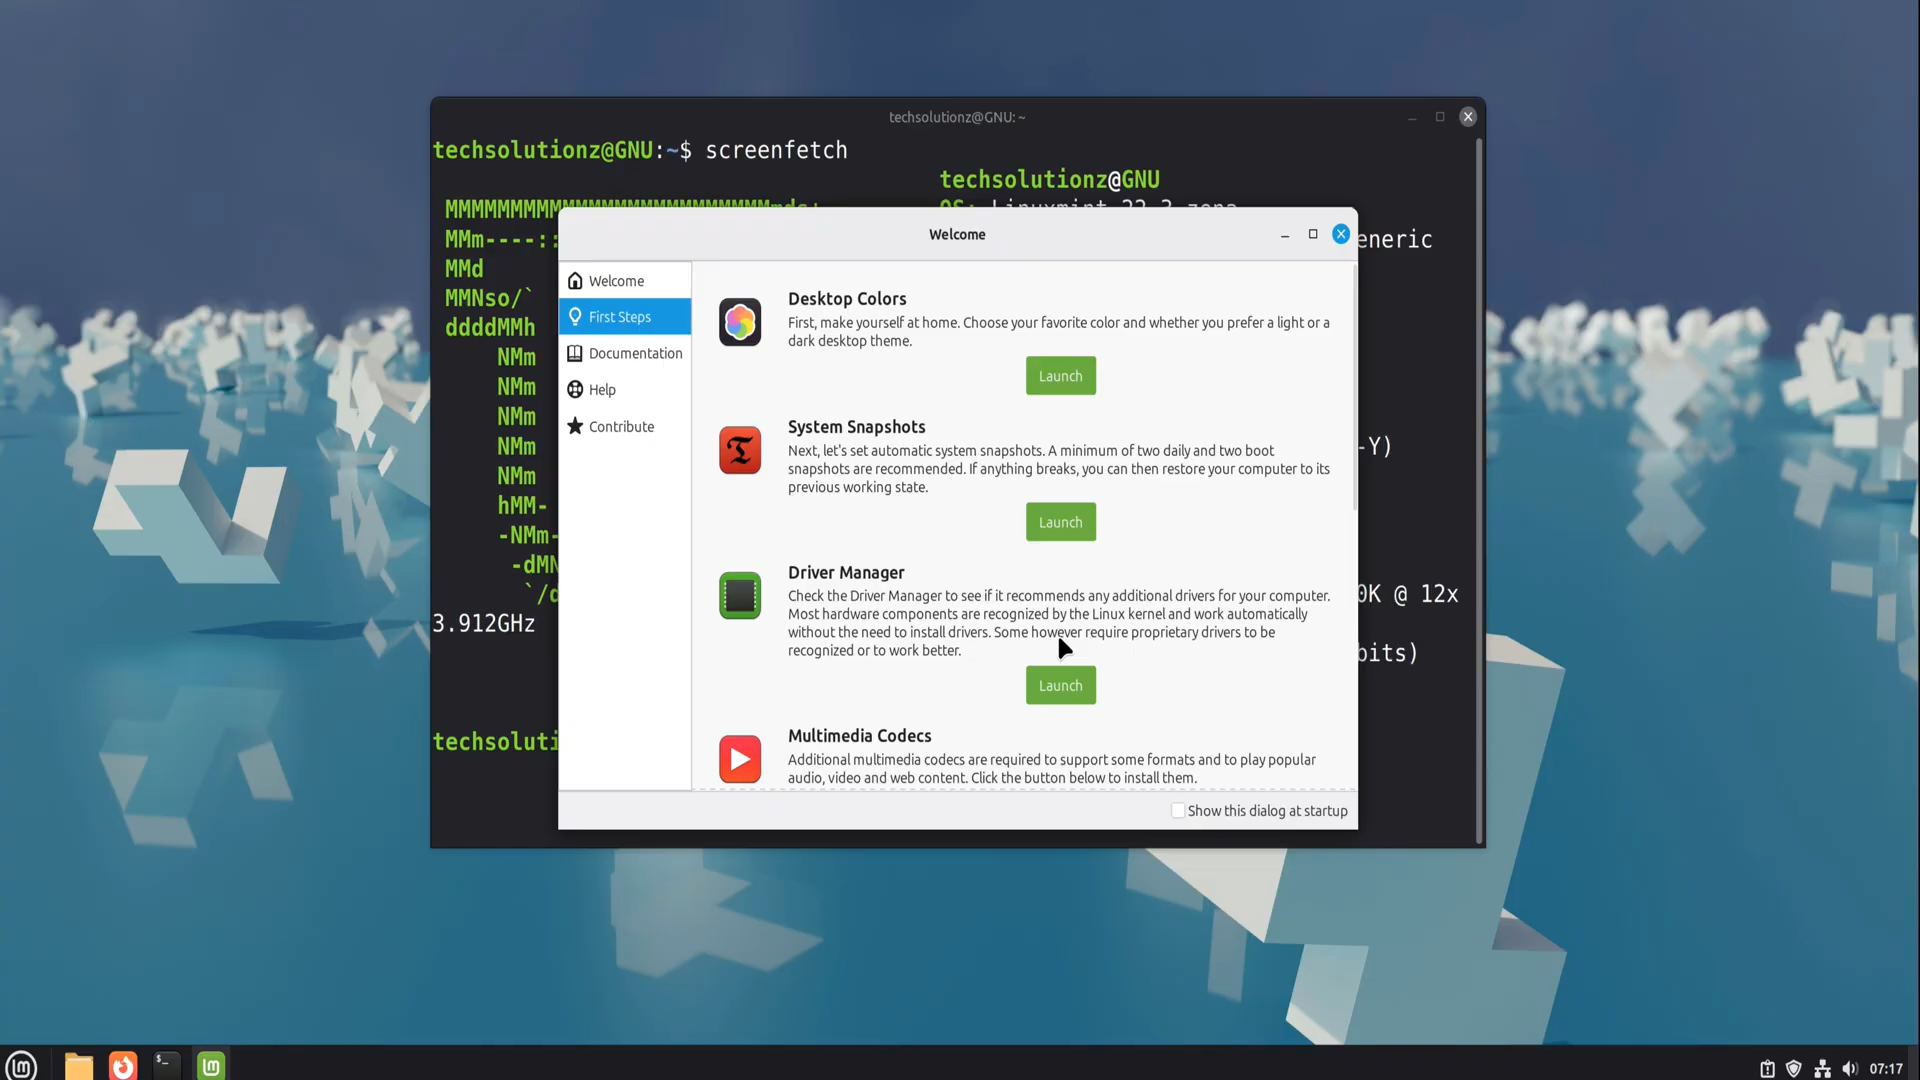 techsolutionz@GNU: ~
techsolutionz@GNU:~$ screenfetch
techsolutionz@GNU
MMMMMMMMMMMMMMMMMMMMMMMMMmds+
OS: Linuxmint 22.3 zena
MMm----::
eneric
MMd
MMNso/`
ddddMMh
NMm
NMm
NMm
NMm
-Y)
NMm
hMM-
-NMm-
-dMN
`/d
0K @ 12x
3.912GHz
bits)
techsoluti
Welcome
Welcome
First Steps
Documentation
Help
Contribute
Desktop Colors
First, make yourself at home. Choose your favorite color and whether you prefer a light or a
dark desktop theme.
Launch
System Snapshots
Next, let's set automatic system snapshots. A minimum of two daily and two boot
snapshots are recommended. If anything breaks, you can then restore your computer to its
previous working state.
Launch
Driver Manager
Check the Driver Manager to see if it recommends any additional drivers for your computer.
Most hardware components are recognized by the Linux kernel and work automatically
without the need to install drivers. Some however require proprietary drivers to be
recognized or to work better.
Launch
Multimedia Codecs
Additional multimedia codecs are required to support some formats and to play popular
audio, video and web content. Click the button below to install them.
Show this dialog at startup
07:17